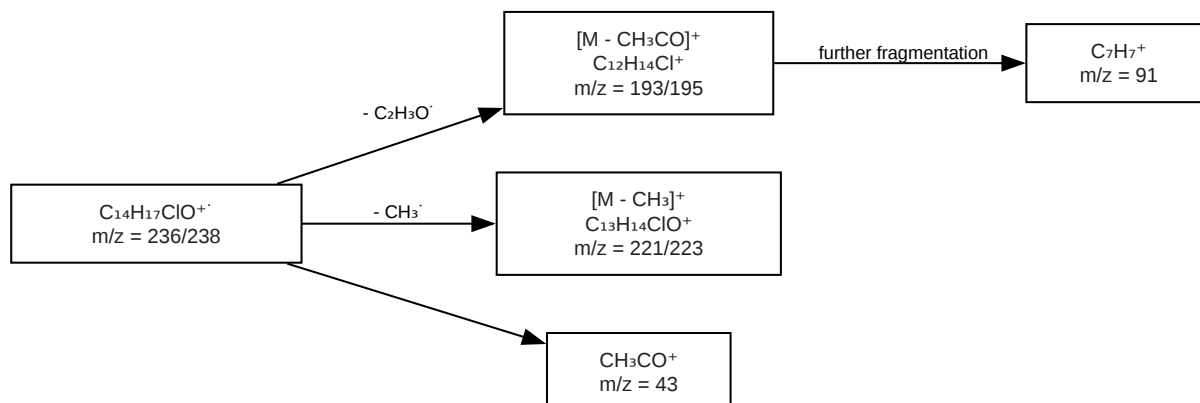 [M - CH₃CO]⁺
C₁₂H₁₄Cl⁺
m/z = 193/195
further fragmentation
C₇H₇⁺
m/z = 91
- C₂H₃O˙
C₁₄H₁₇ClO⁺˙
m/z = 236/238
- CH₃˙
[M - CH₃]⁺
C₁₃H₁₄ClO⁺
m/z = 221/223
CH₃CO⁺
m/z = 43